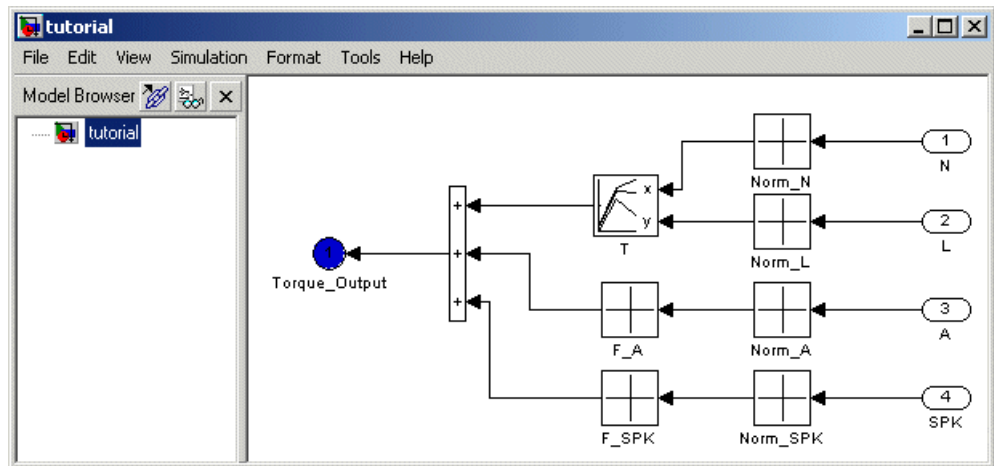 tutorial
File Edit View Simulation Format Tools Help
Model Browser
tutorial
1
N
Norm_N
x
y
T
2
L
Norm_L
+
+
+
1
Torque_Output
3
A
Norm_A
F_A
4
SPK
Norm_SPK
F_SPK